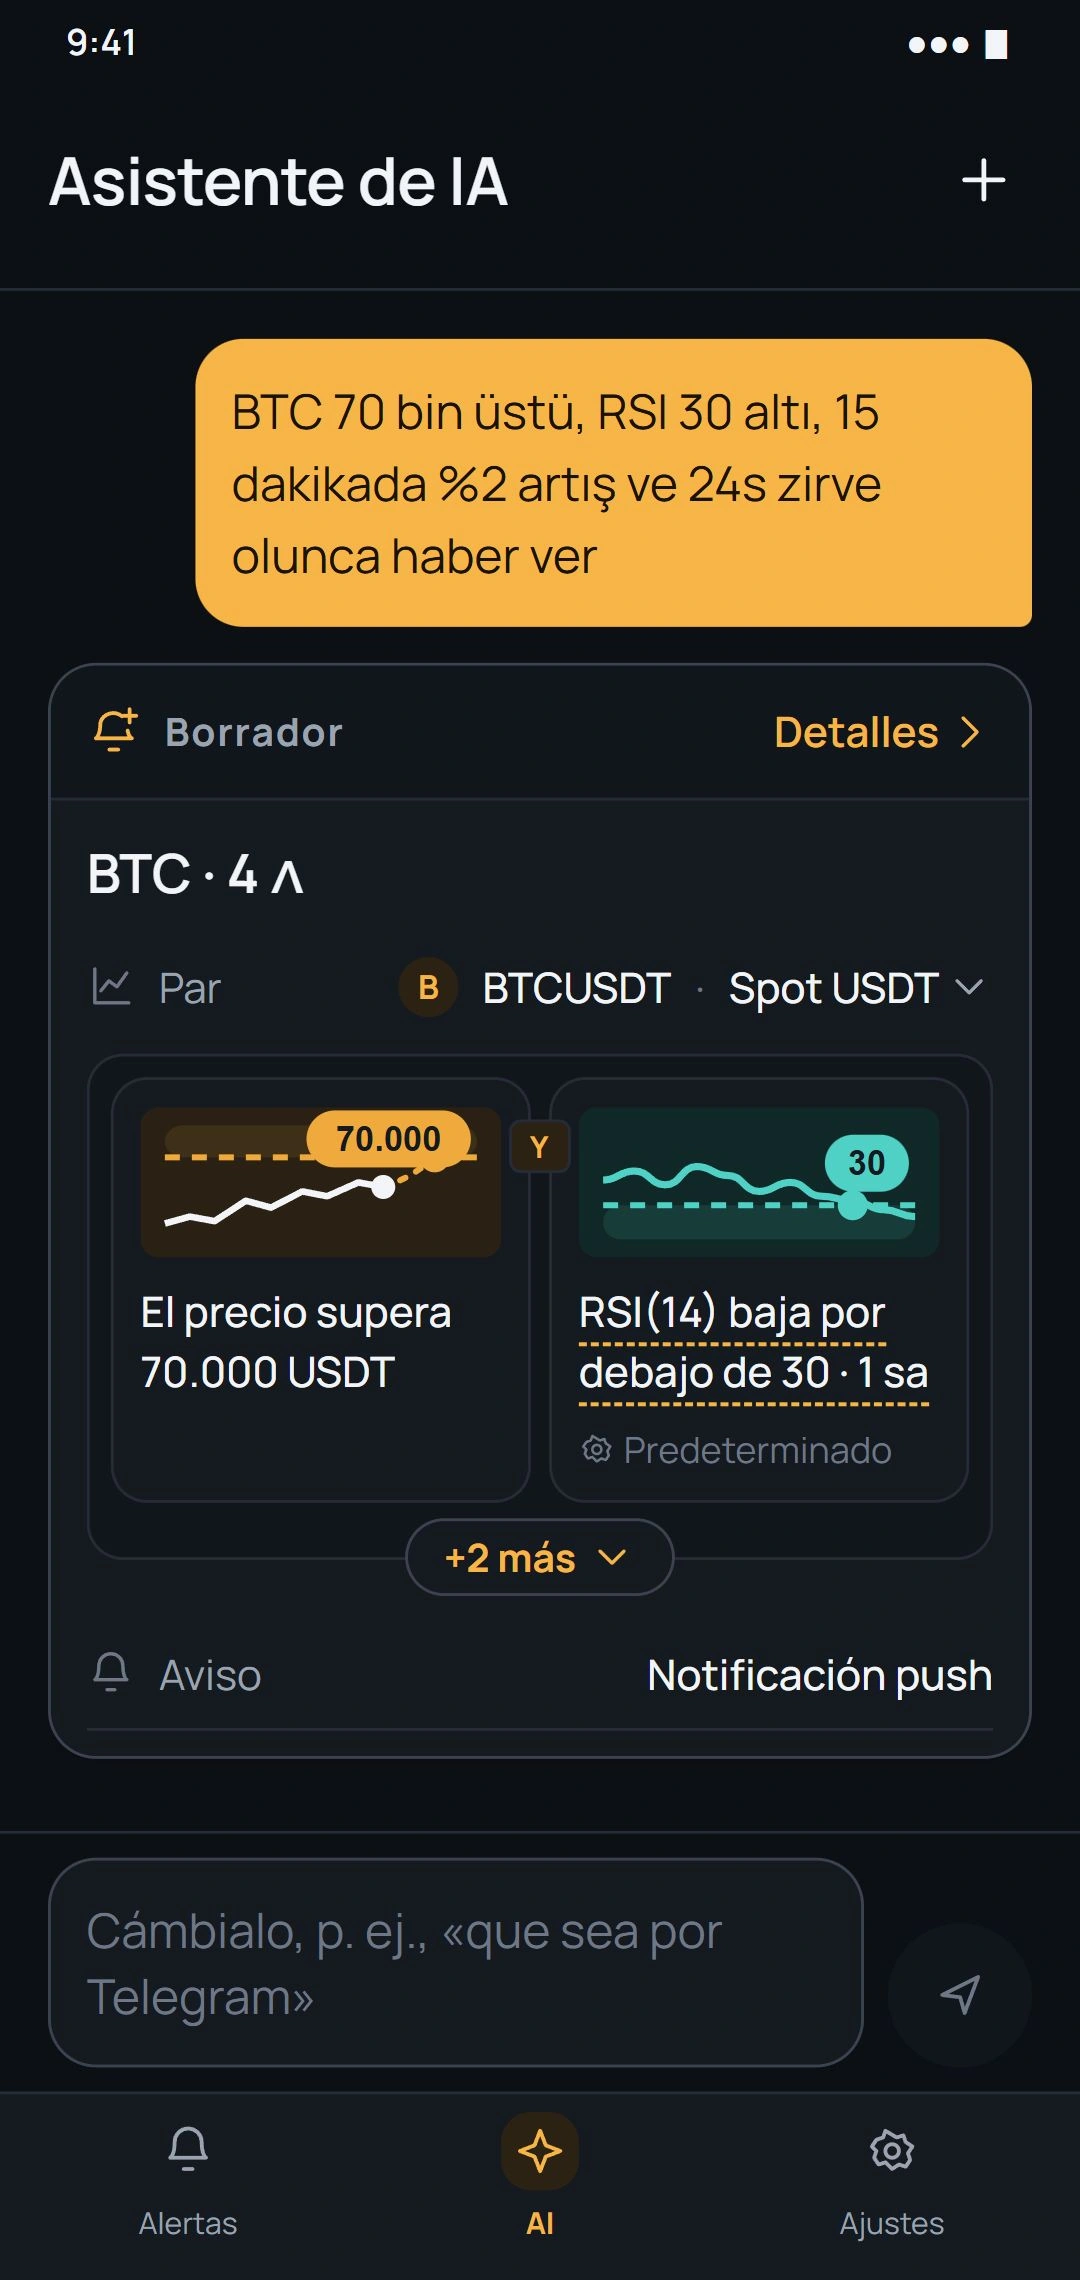 9:41
Asistente de IA
BTC 70 bin üstü, RSI 30 altı, 15
dakikada %2 artış ve 24s zirve
olunca haber ver
Borrador
Detalles
BTC · 4 ∧
Par
B
BTCUSDT · Spot USDT
70.000
Y
30
El precio supera
70.000 USDT
RSI(14) baja por
debajo de 30 · 1 sa
Predeterminado
+2 más
Aviso
Notificación push
Cámbialo, p. ej., «que sea por
Telegram»
Alertas
AI
Ajustes